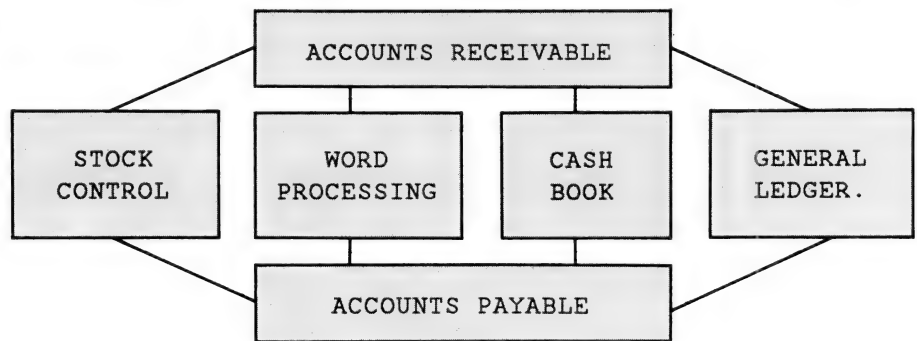 ACCOUNTS RECEIVABLE
STOCK
CONTROL
WORD
PROCESSING
CASH
BOOK
GENERAL
LEDGER.
ACCOUNTS PAYABLE